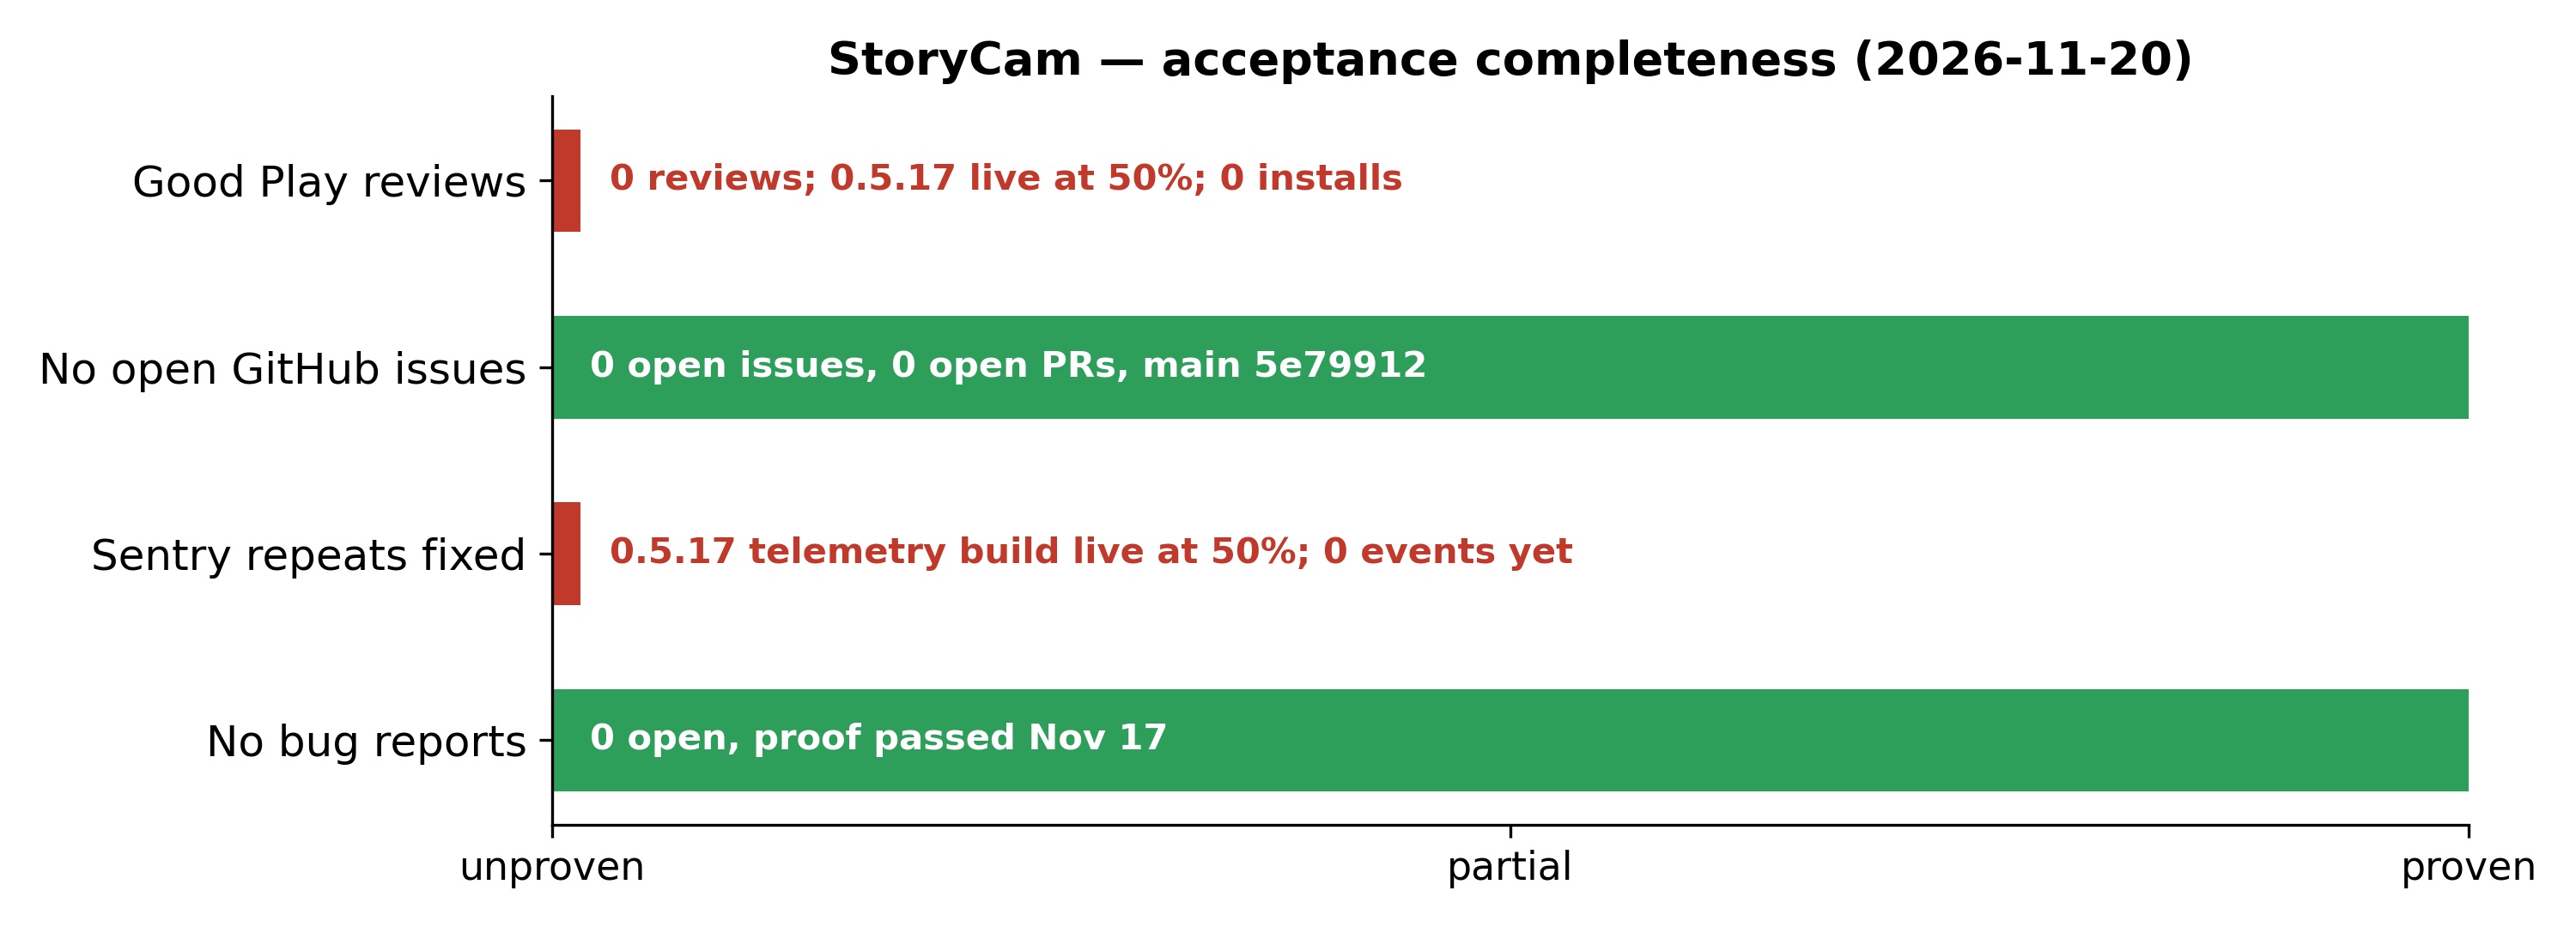 StoryCam — acceptance completeness (2026-11-20)
Good Play reviews
0 reviews; 0.5.17 live at 50%; 0 installs
No open GitHub issues
0 open issues, 0 open PRs, main 5e79912
Sentry repeats fixed
0.5.17 telemetry build live at 50%; 0 events yet
No bug reports
0 open, proof passed Nov 17
unproven
partial
proven